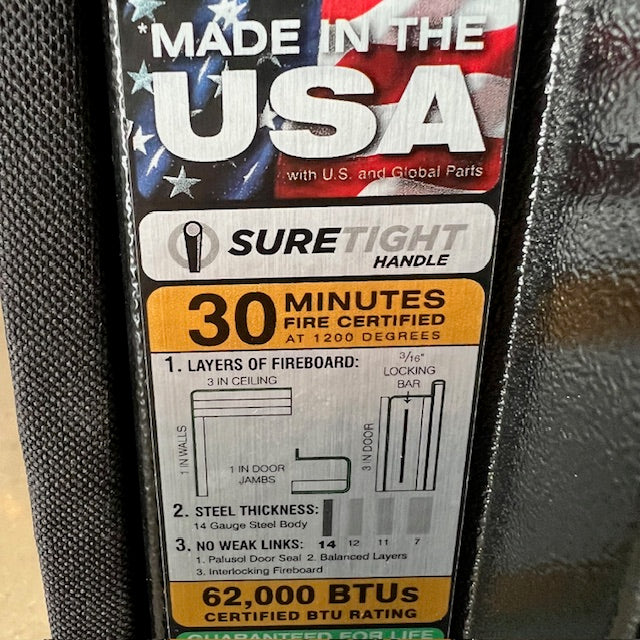 *MADE IN THE
USA
with U.S. and Global Parts
SURETIGHT
HANDLE
30 MINUTES
FIRE CERTIFIED
AT 1200 DEGREES
1. LAYERS OF FIREBOARD:
3 IN CEILING
3/16"
LOCKING
BAR
1 IN WALLS
1 IN DOOR
JAMBS
3 IN DOOR
2. STEEL THICKNESS:
14 Gauge Steel Body
14 12 11 7
3. NO WEAK LINKS:
1. Palusol Door Seal 2. Balanced Layers
3. Interlocking Fireboard
62,000 BTUs
CERTIFIED BTU RATING
GUARANTEED FOR LIFE